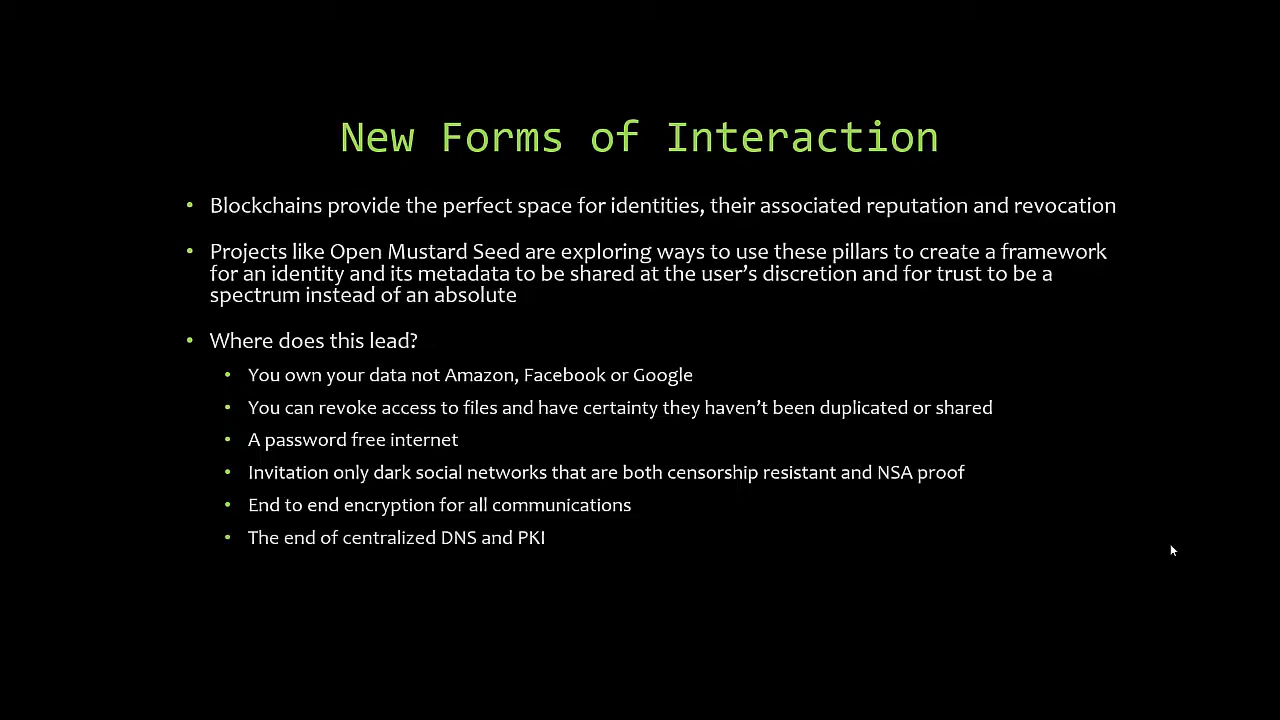 New Forms of Interaction
• Blockchains provide the perfect space for identities, their associated reputation and revocation
• Projects like Open Mustard Seed are exploring ways to use these pillars to create a framework
for an identity and its metadata to be shared at the user's discretion and for trust to be a
spectrum instead of an absolute
• Where does this lead?
• You own your data not Amazon, Facebook or Google
• You can revoke access to files and have certainty they haven't been duplicated or shared
• A password free internet
• Invitation only dark social networks that are both censorship resistant and NSA proof
• End to end encryption for all communications
• The end of centralized DNS and PKI